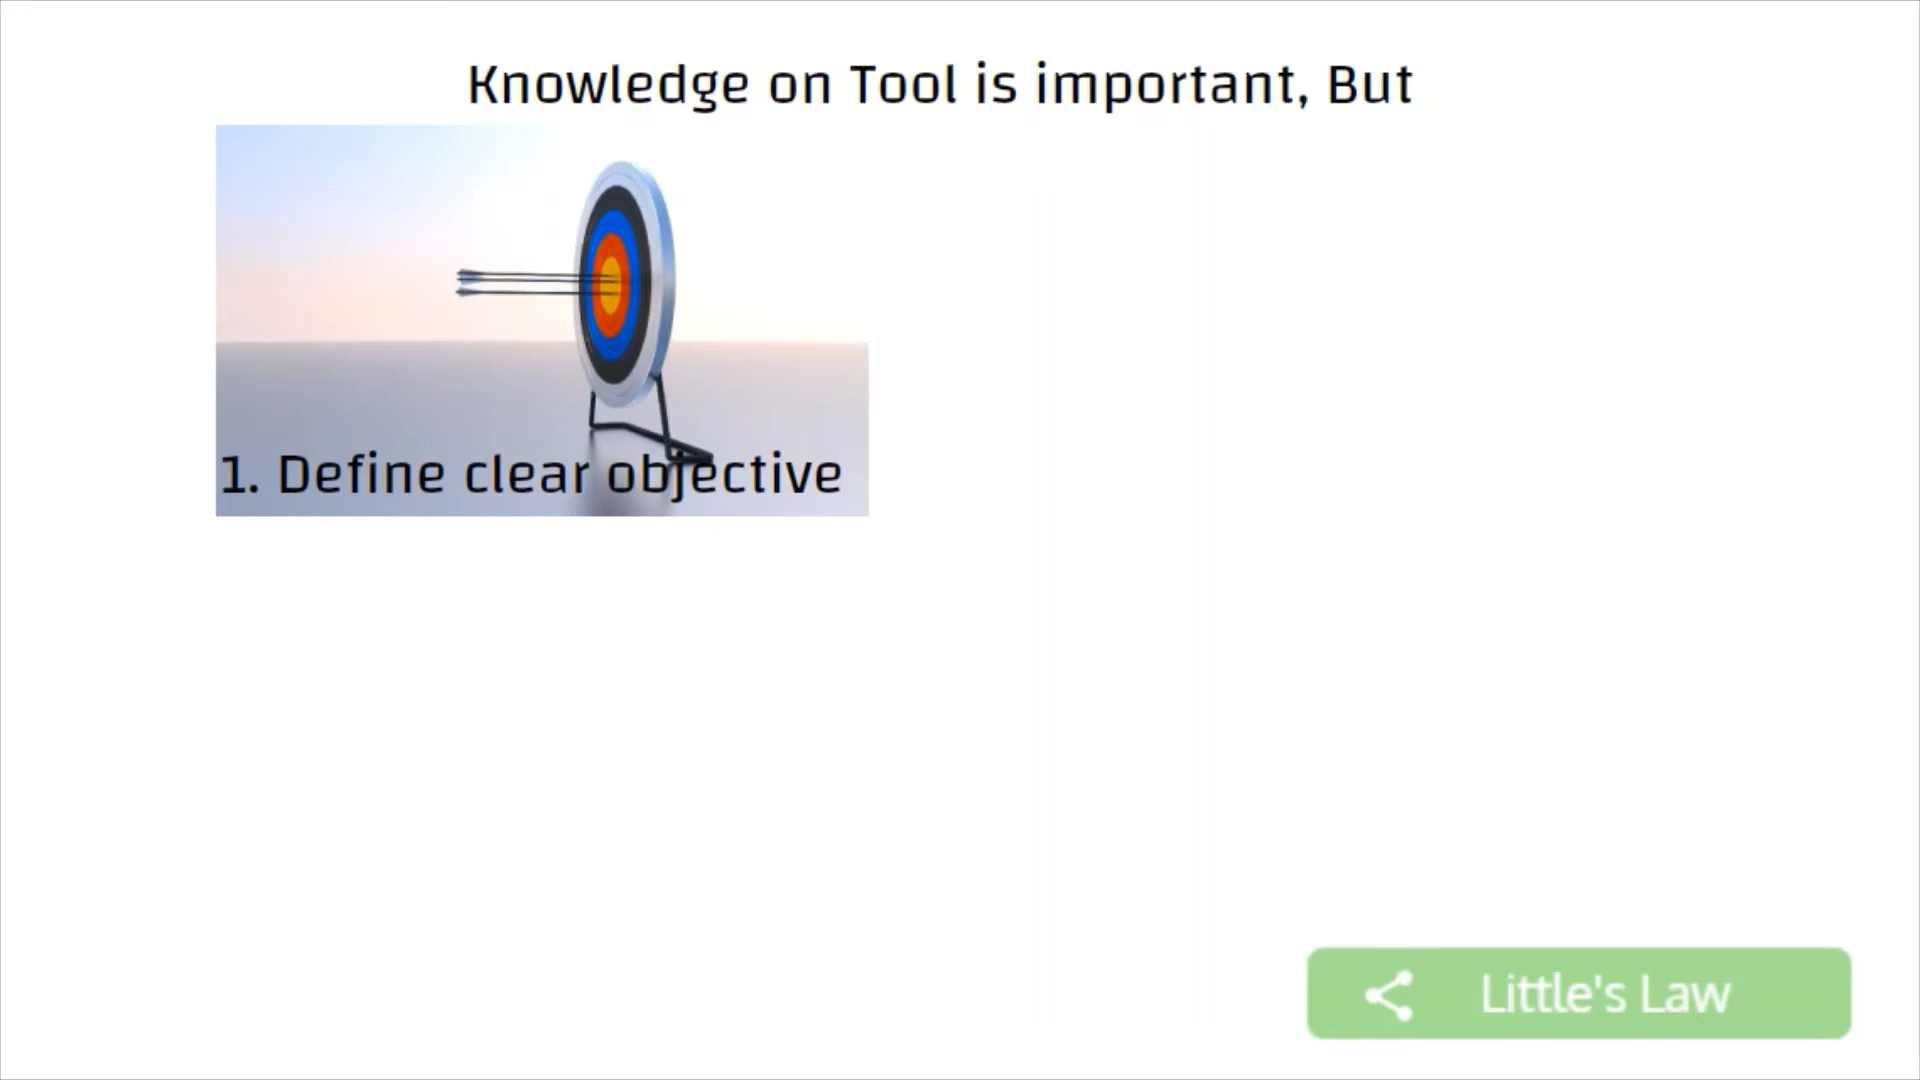 Knowledge on Tool is important, But
1. Define clear objective
Little's Law